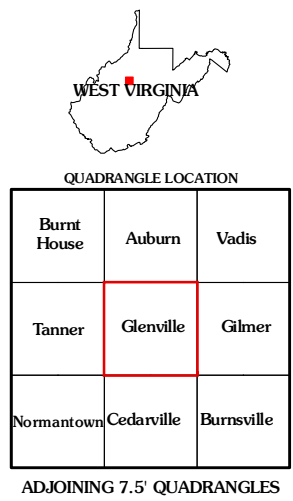 WEST VIRGINIA
QUADRANGLE LOCATION
Burnt
House
Auburn
Vadis
Tanner
Glenville
Gilmer
Normantown
Cedarville
Burnsville
ADJOINING 7.5' QUADRANGLES